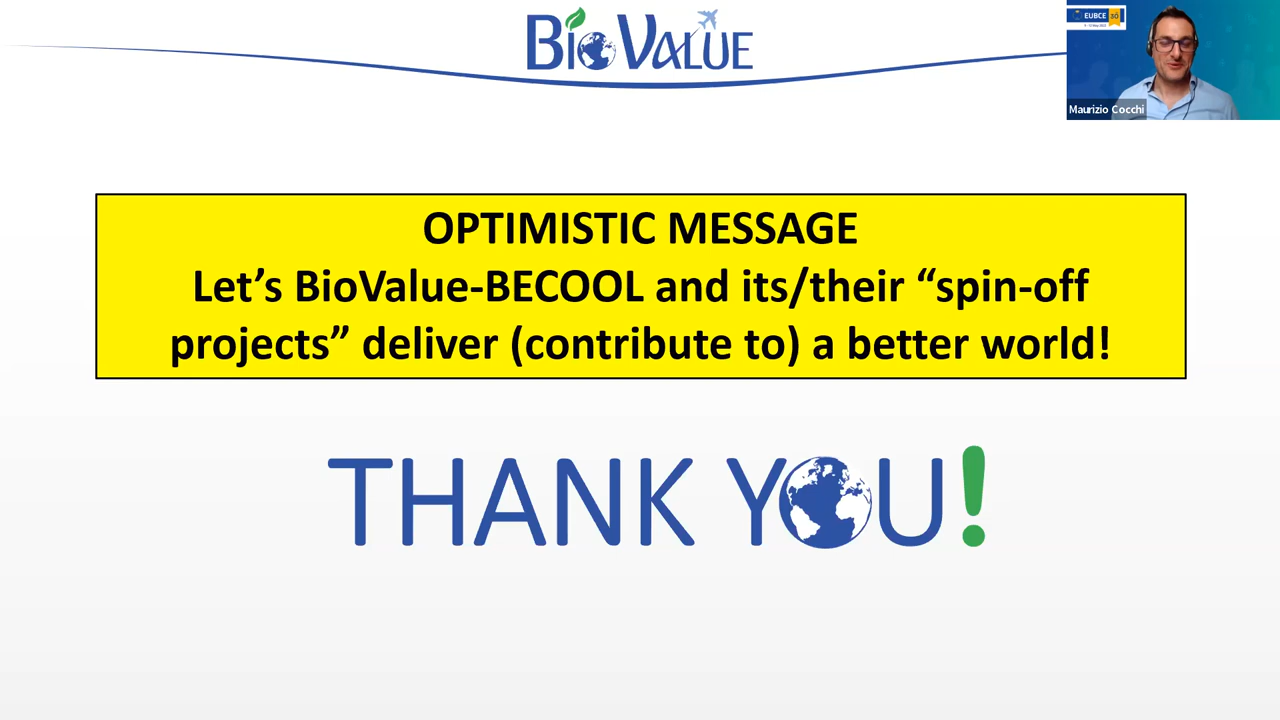 BioValue
EUBCE 30
Maurizio Cocchi
OPTIMISTIC MESSAGE
Let’s BioValue-BECOOL and its/their “spin-off
projects” deliver (contribute to) a better world!
THANK YOU!